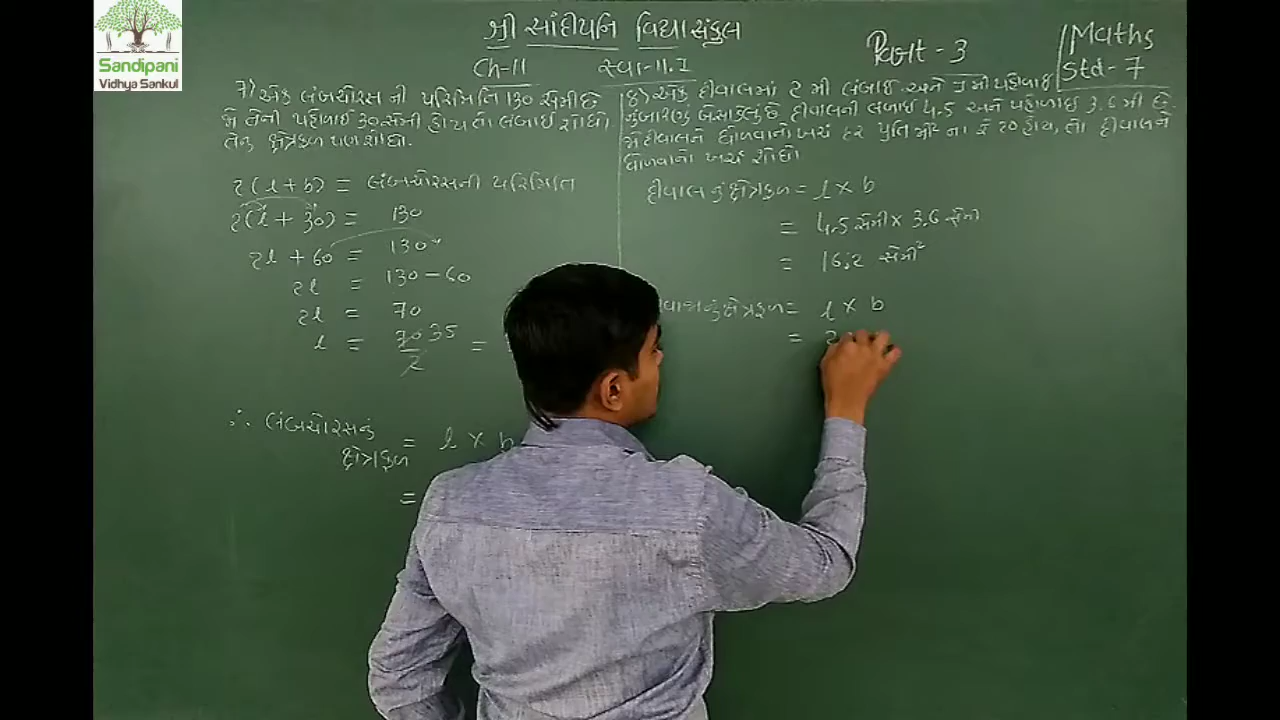 Sandipani
Vidhya Sankul
શ્રી સાંદીપનિ વિદ્યાસંકુલ
Ch-11 સ્વા-11.1
Part - 3
Maths
Std - 7
7) એક લંબચોરસ ની પરિમિતિ 130 સેમી છે
જો તેની પહોળાઈ 30 સેમી હોય તો લંબાઈ શોધો.
તેનું ક્ષેત્રફળ પણ શોધો.
2(l + b) = લંબચોરસની પરિમિતિ
2(l + 30) = 130
2l + 60 = 130
2l = 130 - 60
2l = 70
l = 70/2 35 =
∴ લંબચોરસનું
ક્ષેત્રફળ = l × b
=
8) એક દીવાલમાં 2 મી લંબાઈ અને 1 મી પહોળાઈ
બેસાડેલું છે દીવાલની લંબાઈ 4.5 અને પહોળાઈ 3.6 મી છે.
જો દીવાલને ધોળવાનો ખર્ચ દર પ્રતિ મી² ના ₹ 20 હોય, તો દીવાલને
ધોળવાનો ખર્ચ શોધો
દીવાલનું ક્ષેત્રફળ = l × b
= 4.5 સેમી × 3.6 સેમી
= 16.2 સેમી²
ક્ષેત્રફળ = l × b
= 2